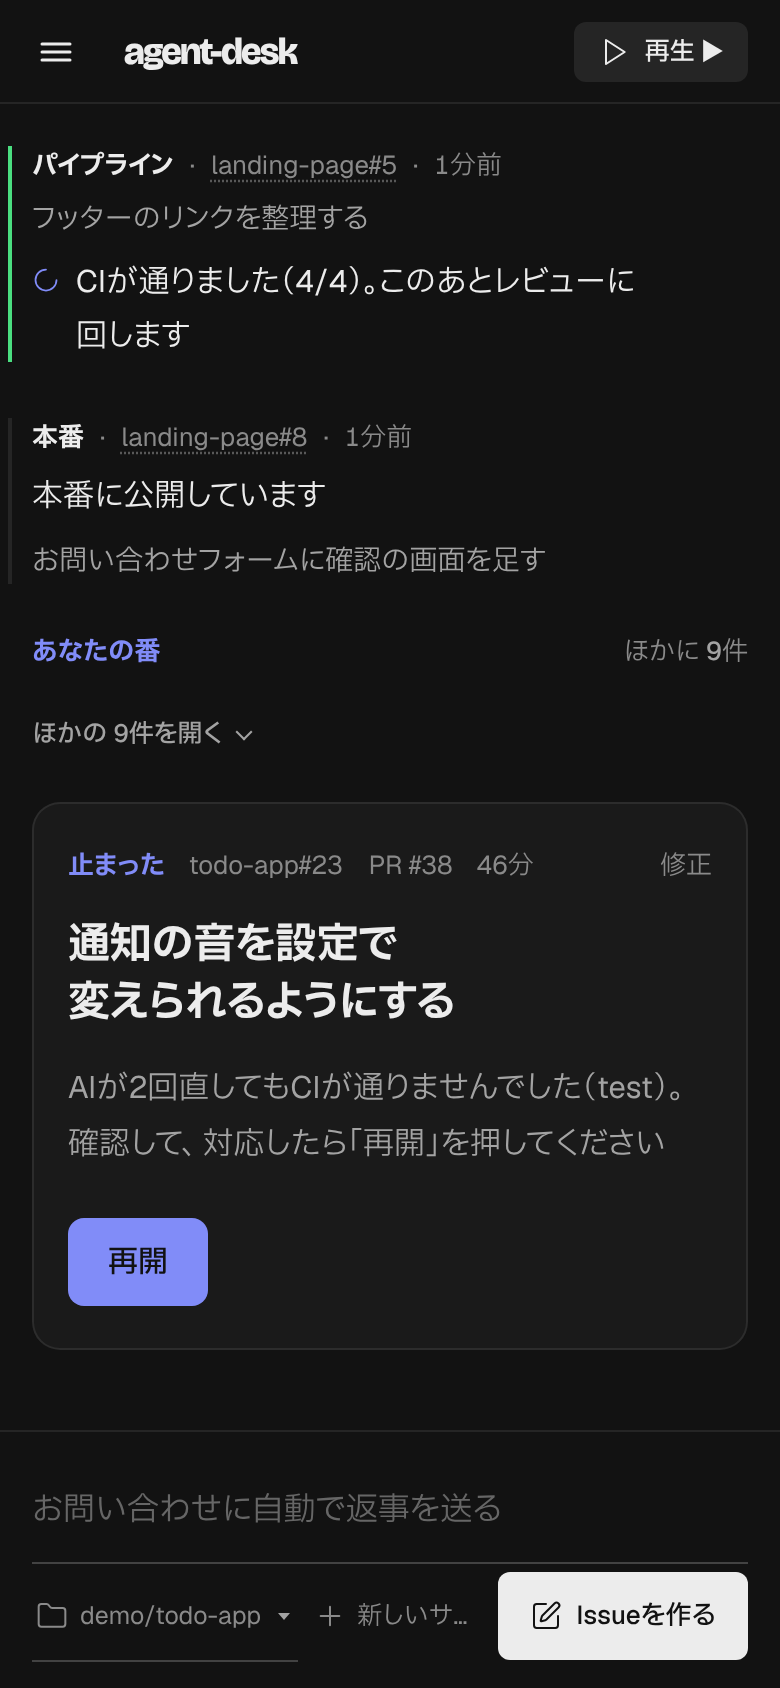 agent-desk
再生 ▶
パイプライン · landing-page#5 · 1分前
フッターのリンクを整理する
CIが通りました（4/4）。このあとレビューに
回します
本番 · landing-page#8 · 1分前
本番に公開しています
お問い合わせフォームに確認の画面を足す
あなたの番
ほかに 9件
ほかの 9件を開く
止まった todo-app#23 PR #38 46分 修正
通知の音を設定で
変えられるようにする
AIが2回直してもCIが通りませんでした（test）。
確認して、対応したら「再開」を押してください
再開
お問い合わせに自動で返事を送る
demo/todo-app
新しいサ…
Issueを作る